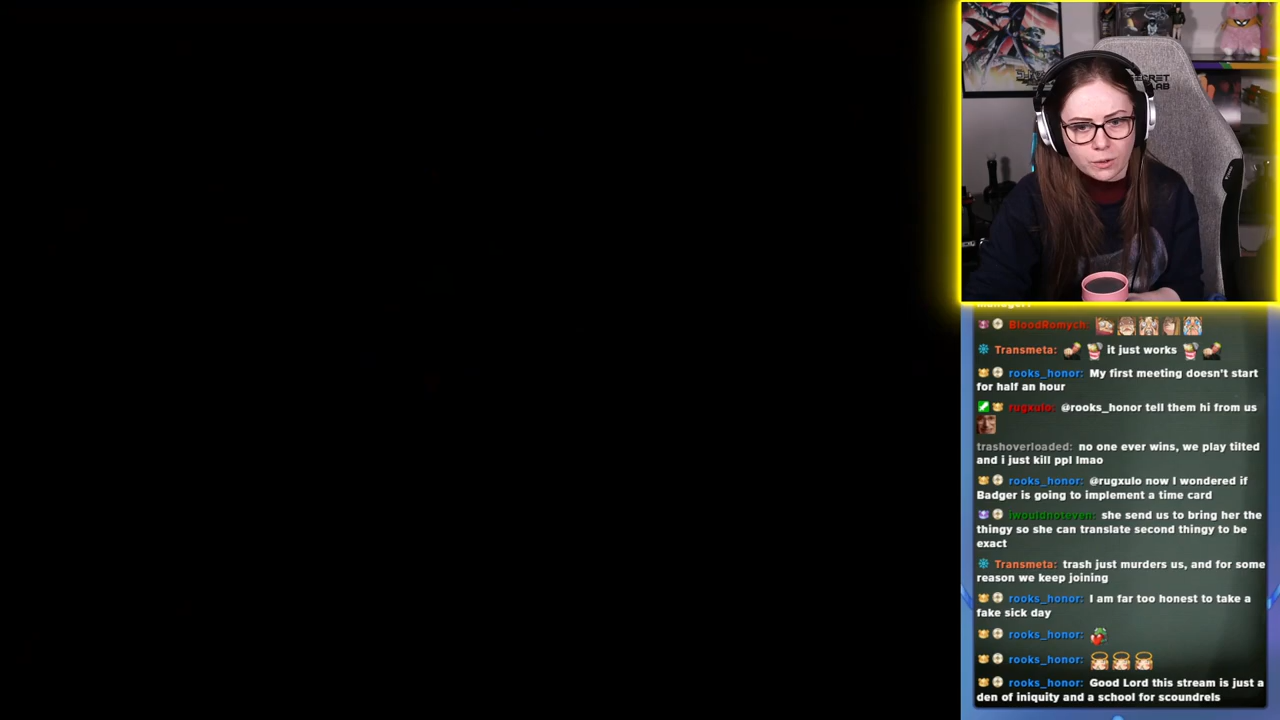 BloodRomych:
Transmeta: it just works
rooks_honor: My first meeting doesn't start
for half an hour
rugxulo: @rooks_honor tell them hi from us
trashoverloaded: no one ever wins, we play tilted
and i just kill ppl lmao
rooks_honor: @rugxulo now I wondered if
Badger is going to implement a time card
iwouldnoteven: she send us to bring her the
thingy so she can translate second thingy to be
exact
Transmeta: trash just murders us, and for some
reason we keep joining
rooks_honor: I am far too honest to take a
fake sick day
rooks_honor:
rooks_honor:
rooks_honor: Good Lord this stream is just a
den of iniquity and a school for scoundrels